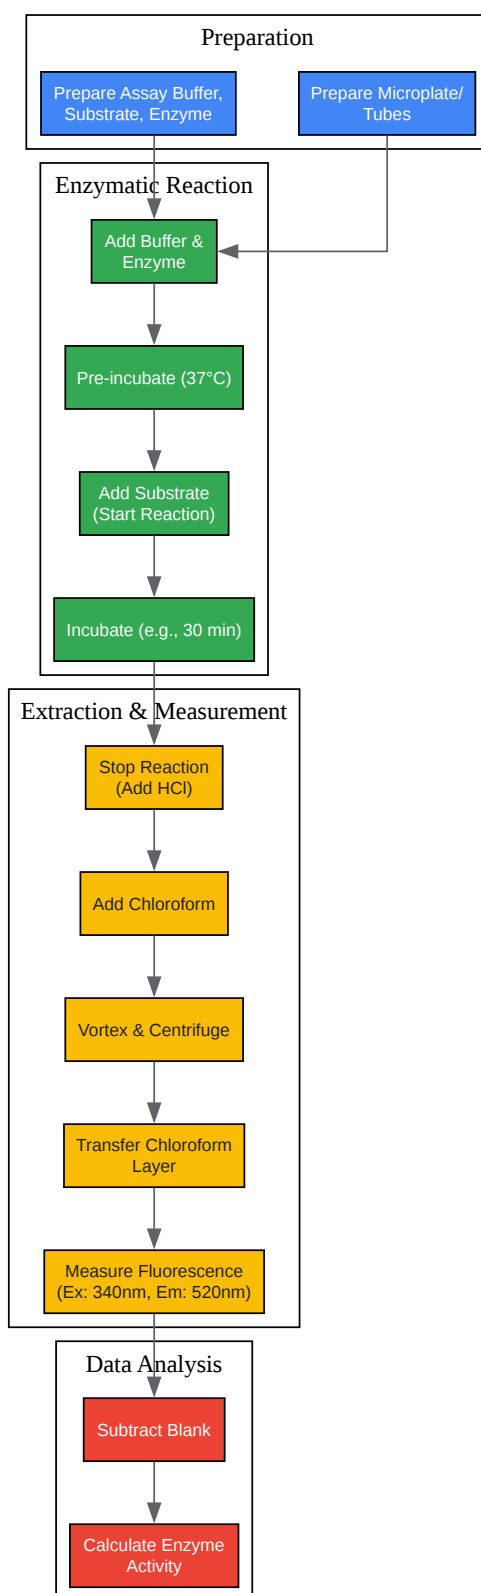 Preparation
Prepare Assay Buffer,
Substrate, Enzyme
Prepare Microplate/
Tubes
Enzymatic Reaction
Add Buffer &
Enzyme
Pre-incubate (37°C)
Add Substrate
(Start Reaction)
Incubate (e.g., 30 min)
Extraction & Measurement
Stop Reaction
(Add HCl)
Add Chloroform
Vortex & Centrifuge
Transfer Chloroform
Layer
Measure Fluorescence
(Ex: 340nm, Em: 520nm)
Data Analysis
Subtract Blank
Calculate Enzyme
Activity